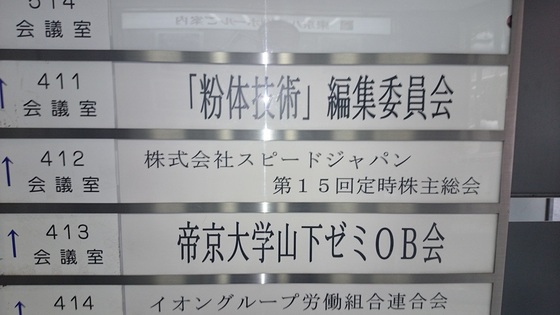 514
会議室
↑ 411
会議室
「粉体技術」編集委員会
↑ 412
会議室
株式会社スピードジャパン
第15回定時株主総会
↑ 413
会議室
帝京大学山下ゼミOB会
↑ 414
イオングループ労働組合連合会